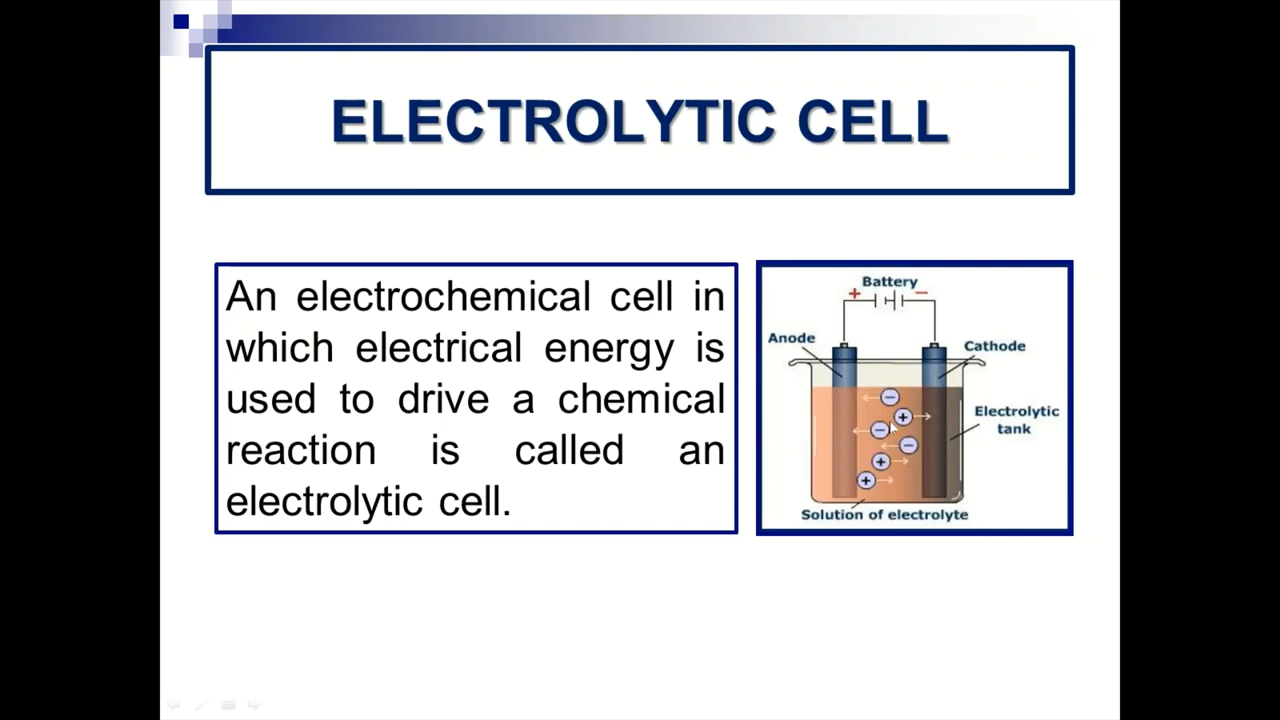 ELECTROLYTIC CELL
An electrochemical cell in
which electrical energy is
used to drive a chemical
reaction is called an
electrolytic cell.
Battery
+ −
Anode
Cathode
Electrolytic
tank
−
+
−
−
+
+
Solution of electrolyte